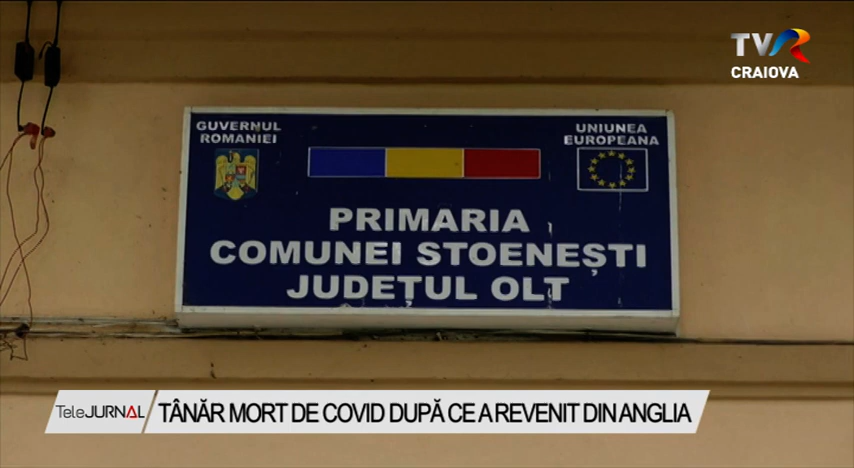 TVR
CRAIOVA
GUVERNUL
ROMANIEI
UNIUNEA
EUROPEANA
PRIMARIA
COMUNEI STOENEȘTI
JUDEȚUL OLT
TeleJURNAL
TÂNĂR MORT DE COVID DUPĂ CE A REVENIT DIN ANGLIA